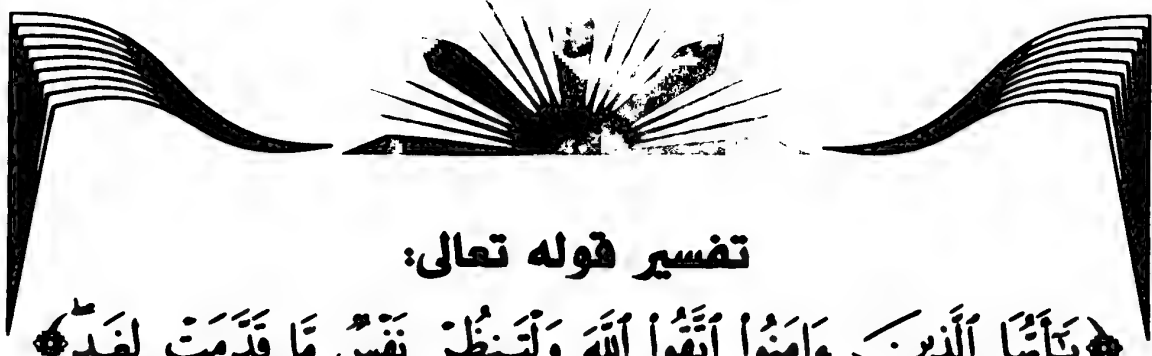 تفسير قوله تعالى:
﴿يَٰٓأَيُّهَا ٱلَّذِينَ ءَامَنُوا۟ ٱتَّقُوا۟ ٱللَّهَ وَلْتَنظُرْ نَفْسٌ مَّا قَدَّمَتْ لِغَدٍۖ﴾